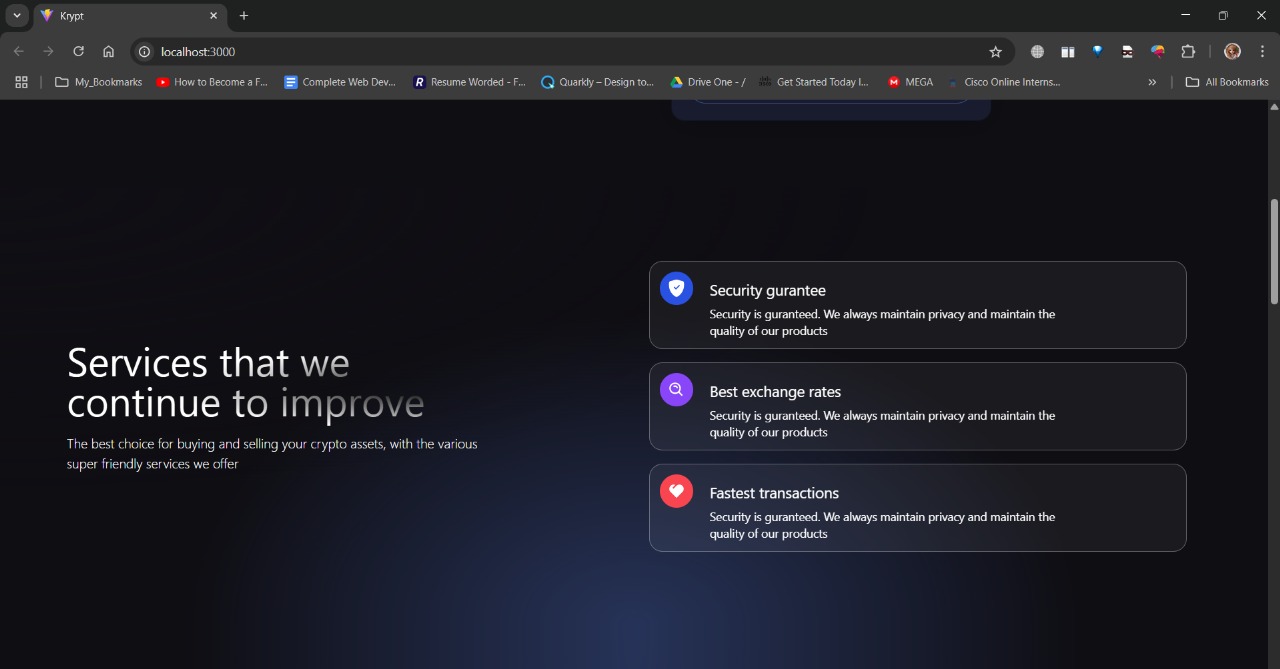 Krypt
localhost:3000
My_Bookmarks
How to Become a F...
Complete Web Dev...
Resume Worded - F...
Quarkly – Design to...
Drive One - /
Get Started Today I...
MEGA
Cisco Online Interns...
»
All Bookmarks
Services that we
continue to improve
The best choice for buying and selling your crypto assets, with the various
super friendly services we offer
Security gurantee
Security is guranteed. We always maintain privacy and maintain the
quality of our products
Best exchange rates
Security is guranteed. We always maintain privacy and maintain the
quality of our products
Fastest transactions
Security is guranteed. We always maintain privacy and maintain the
quality of our products